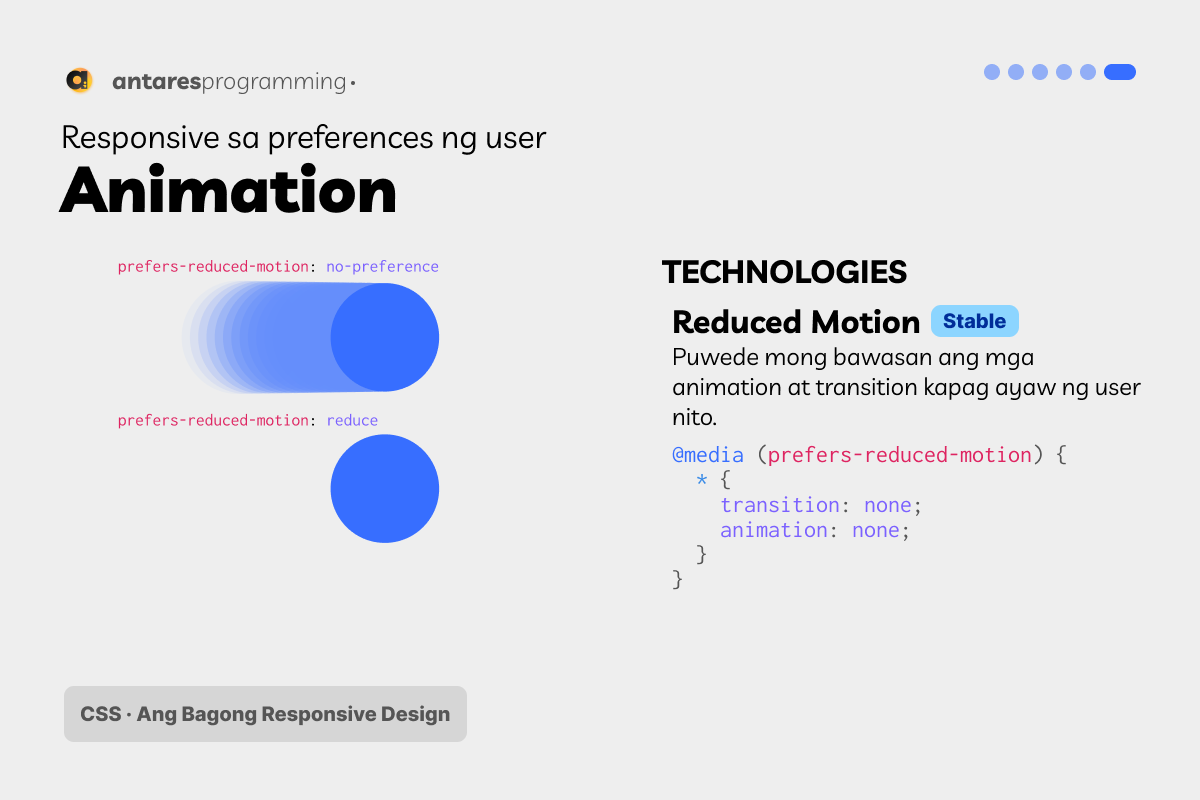 antaresprogramming·
Responsive sa preferences ng user
Animation
prefers-reduced-motion: no-preference
prefers-reduced-motion: reduce
TECHNOLOGIES
Reduced Motion Stable
Puwede mong bawasan ang mga
animation at transition kapag ayaw ng user
nito.
@media (prefers-reduced-motion) {
  * {
    transition: none;
    animation: none;
  }
}
CSS · Ang Bagong Responsive Design